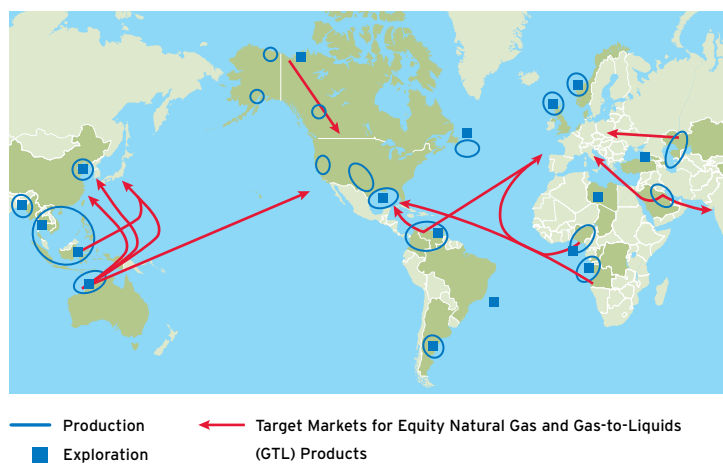 Production
Target Markets for Equity Natural Gas and Gas-to-Liquids
Exploration
(GTL) Products